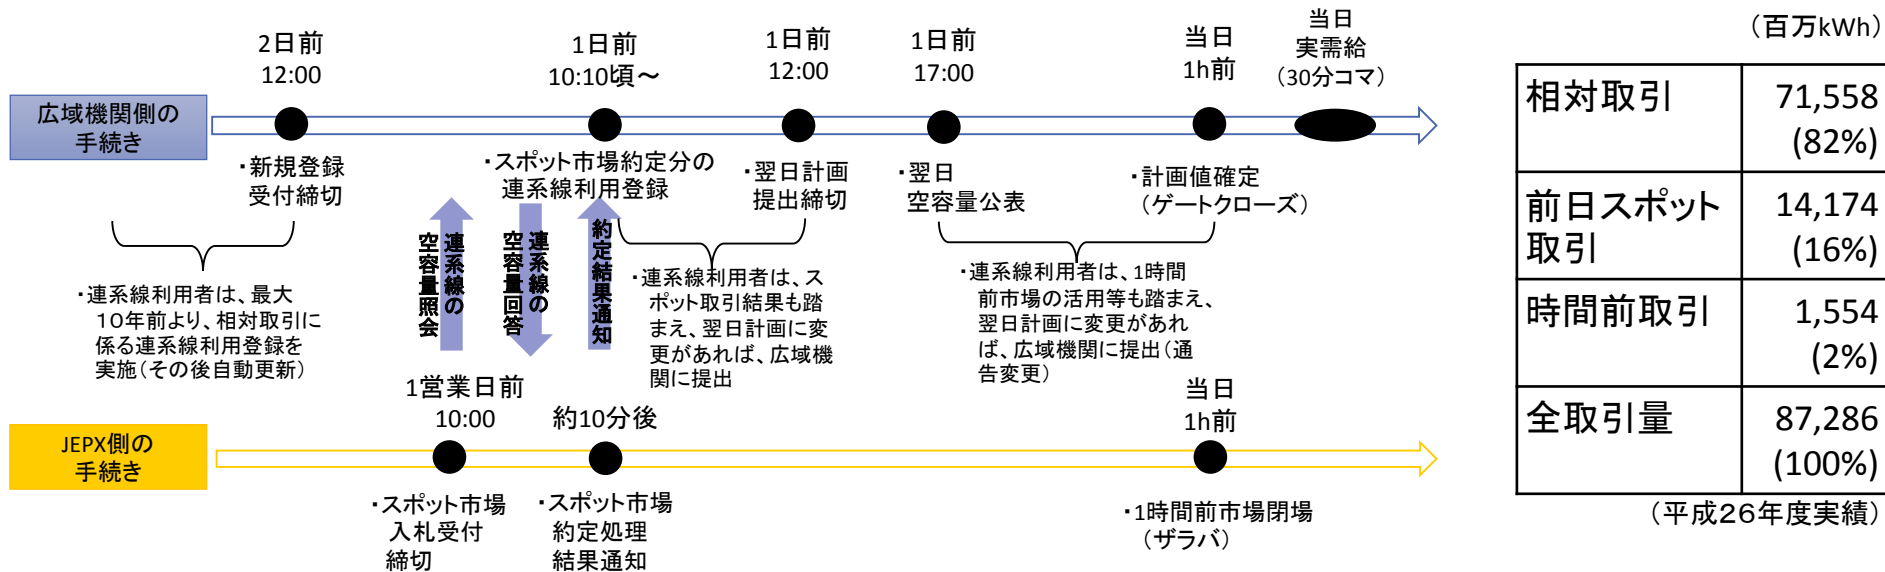 2日前
12:00
1日前
10:10頃～
1日前
12:00
1日前
17:00
当日
1h前
当日
実需給
（30分コマ）
広域機関側の
手続き
・新規登録
受付締切
・スポット市場約定分の
連系線利用登録
・翌日計画
提出締切
・翌日
空容量公表
・計画値確定
（ゲートクローズ）
連系線の
空容量照会
連系線の
空容量回答
約定結果通知
・連系線利用者は、最大
１０年前より、相対取引に
係る連系線利用登録を
実施（その後自動更新）
・連系線利用者は、ス
ポット取引結果も踏
まえ、翌日計画に変
更があれば、広域機
関に提出
・連系線利用者は、1時間
前市場の活用等も踏まえ、
翌日計画に変更があれ
ば、広域機関に提出（通
告変更）
1営業日前
10:00
約10分後
当日
1h前
JEPX側の
手続き
・スポット市場
入札受付
締切
・スポット市場
約定処理
結果通知
・1時間前市場閉場
（ザラバ）
（百万kWh）
相対取引 71,558
(82%)
前日スポット 14,174
取引 (16%)
時間前取引 1,554
(2%)
全取引量 87,286
(100%)
（平成２６年度実績）